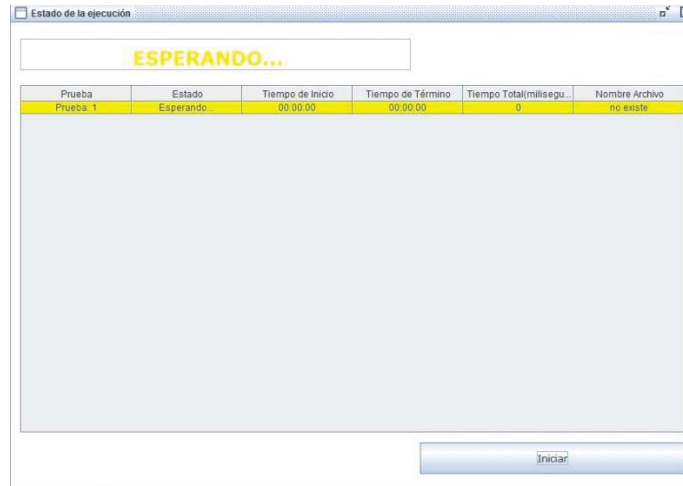 Estado de la ejecución
ESPERANDO...
Prueba Estado Tiempo de Inicio Tiempo de Término Tiempo Total(milisegu... Nombre Archivo
Prueba: 1 Esperando... 00:00:00 00:00:00 0 no existe
Iniciar